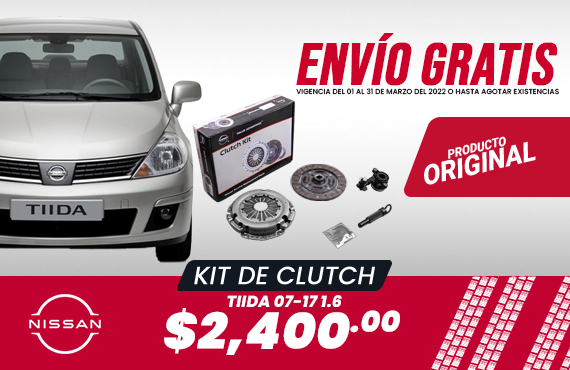 ENVÍO GRATIS
VIGENCIA DEL 01 AL 31 DE MARZO DEL 2022 O HASTA AGOTAR EXISTENCIAS
Clutch Kit
PRODUCTO
ORIGINAL
TIIDA
KIT DE CLUTCH
TIIDA 07-17 1.6
$2,400.00
NISSAN